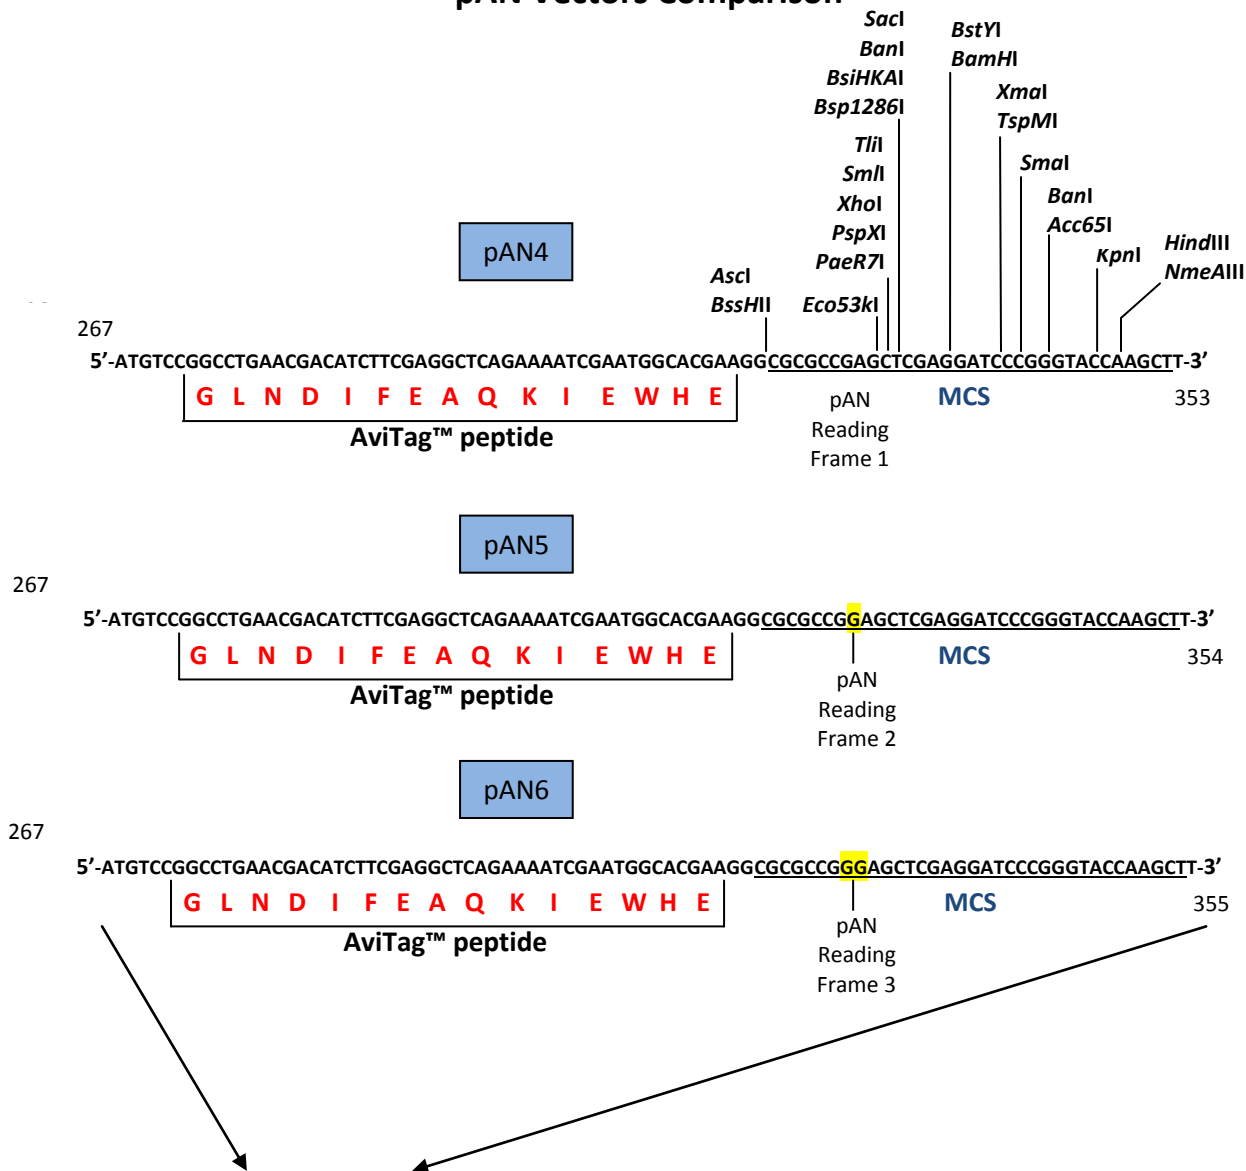 pAN Vectors Comparison
SacI
BanI
BsiHKAI
Bsp1286I
BstYI
BamHI
XmaI
TspMI
TliI
SmlI
XhoI
PspXI
PaeR7I
SmaI
BanI
Acc65I
HindIII
NmeAIII
KpnI
pAN4
AscI
BssHII
Eco53kI
267
5’-ATGTCCGGCCTGAACGACATCTTCGAGGCTCAGAAAATCGAATGGCACGAAGGCGCGCCGAGCTCGAGGATCCCGGGTACCAAGCTT-3’
G L N D I F E A Q K I E W H E
pAN
Reading
Frame 1
MCS
353
AviTag™ peptide
pAN5
267
5’-ATGTCCGGCCTGAACGACATCTTCGAGGCTCAGAAAATCGAATGGCACGAAGGCGCGCCGGAGCTCGAGGATCCCGGGTACCAAGCTT-3’
G L N D I F E A Q K I E W H E
pAN
Reading
Frame 2
MCS
354
AviTag™ peptide
pAN6
267
5’-ATGTCCGGCCTGAACGACATCTTCGAGGCTCAGAAAATCGAATGGCACGAAGGCGCGCCGGGAGCTCGAGGATCCCGGGTACCAAGCTT-3’
G L N D I F E A Q K I E W H E
pAN
Reading
Frame 3
MCS
355
AviTag™ peptide